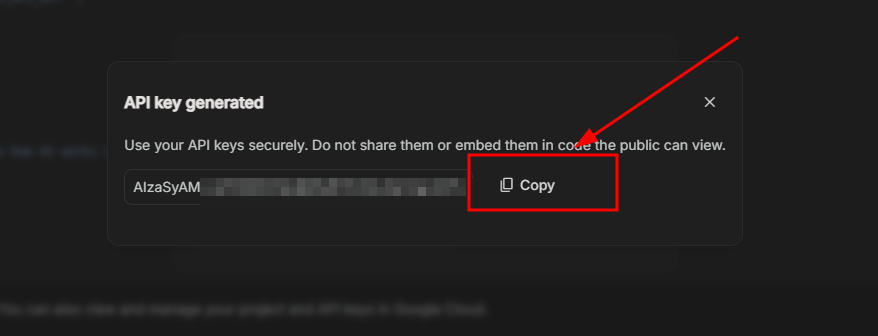 API key generated
Use your API keys securely. Do not share them or embed them in code the public can view.
AIzaSyAM
Copy
You can also view and manage your project and API keys in Google Cloud.